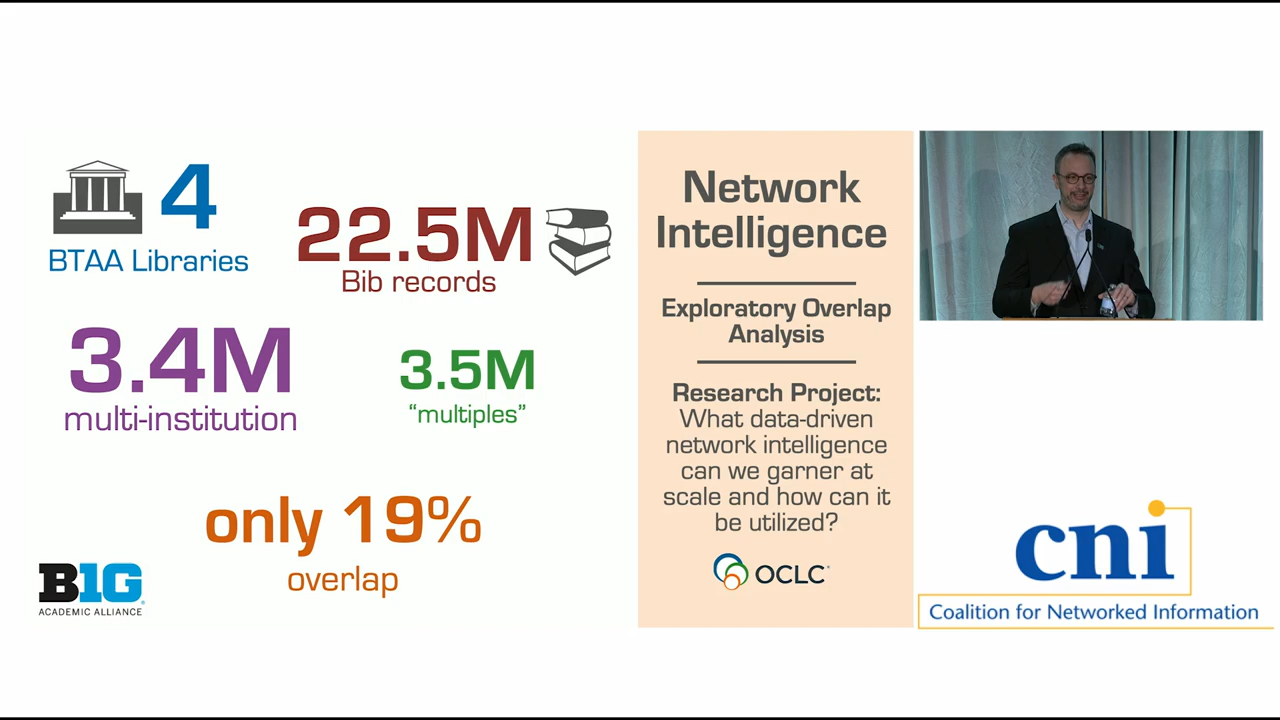 4
BTAA Libraries
22.5M
Bib records
3.4M
multi-institution
3.5M
“multiples”
only 19%
overlap
B1G
ACADEMIC ALLIANCE
Network
Intelligence
Exploratory Overlap
Analysis
Research Project:
What data-driven
network intelligence
can we garner at
scale and how can it
be utilized?
OCLC
cni
Coalition for Networked Information